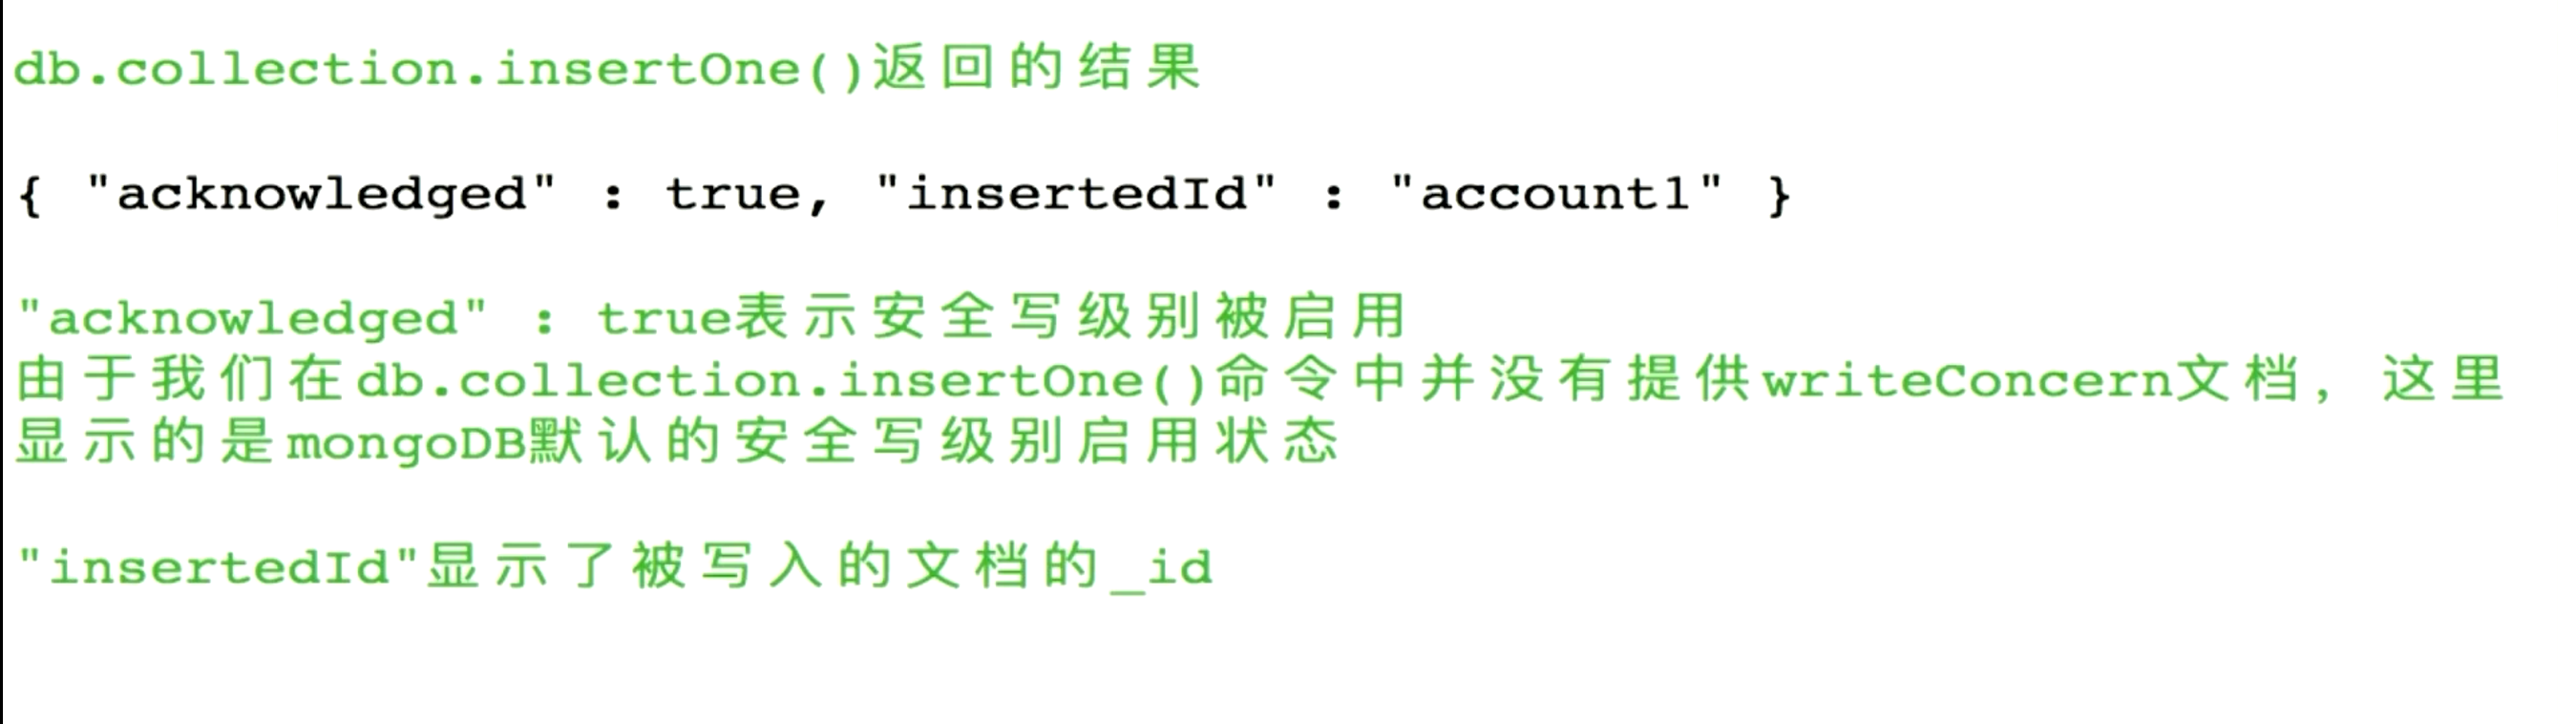 db.collection.insertOne()返回的结果
{ "acknowledged" : true, "insertedId" : "account1" }
"acknowledged" : true表示安全写级别被启用
由于我们在db.collection.insertOne()命令中并没有提供writeConcern文档, 这里
显示的是mongoDB默认的安全写级别启用状态
"insertedId"显示了被写入的文档的_id